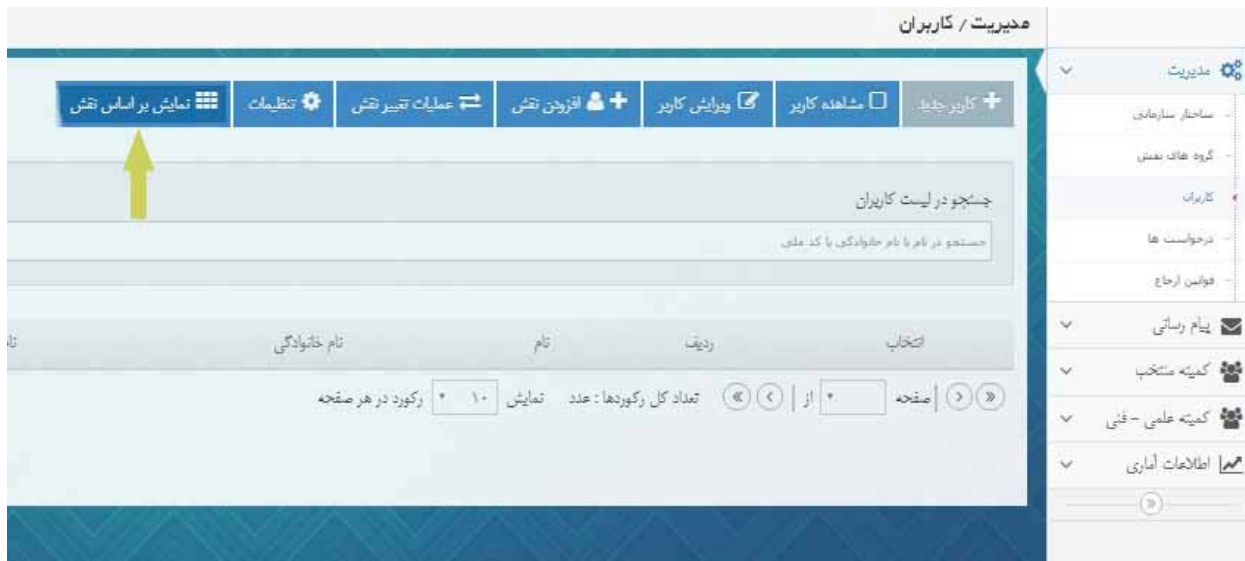 مدیریت / کاربران
کاربر جدید
مشاهده کاربر
ویرایش کاربر
افزودن نقش
عملیات تغییر نقش
تنظیمات
نمایش بر اساس نقش
جستجو در لیست کاربران
جستجو در نام یا نام خانوادگی یا کد ملی
انتخاب ردیف نام نام خانوادگی
صفحه از تعداد کل رکوردها : عدد نمایش ۱۰ رکورد در هر صفحه
مدیریت
ساختار سازمانی
گروه های نقش
کاربران
درخواست ها
قوانین ارجاع
پیام رسانی
کمیته منتخب
کمیته علمی - فنی
اطلاعات آماری